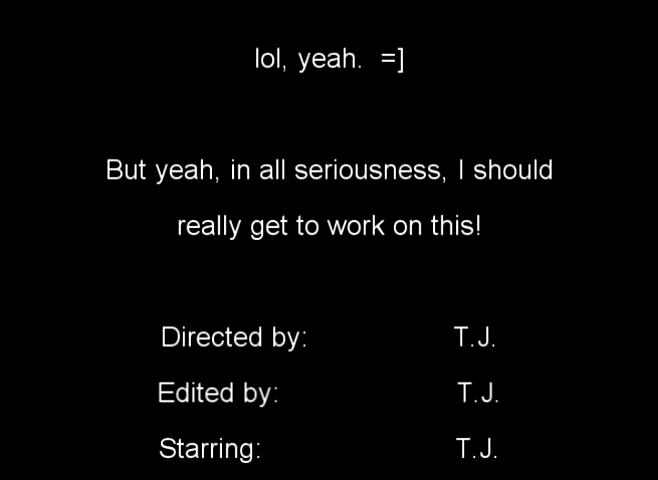 lol, yeah.  =]
But yeah, in all seriousness, I should
really get to work on this!
Directed by: T.J.
Edited by: T.J.
Starring: T.J.